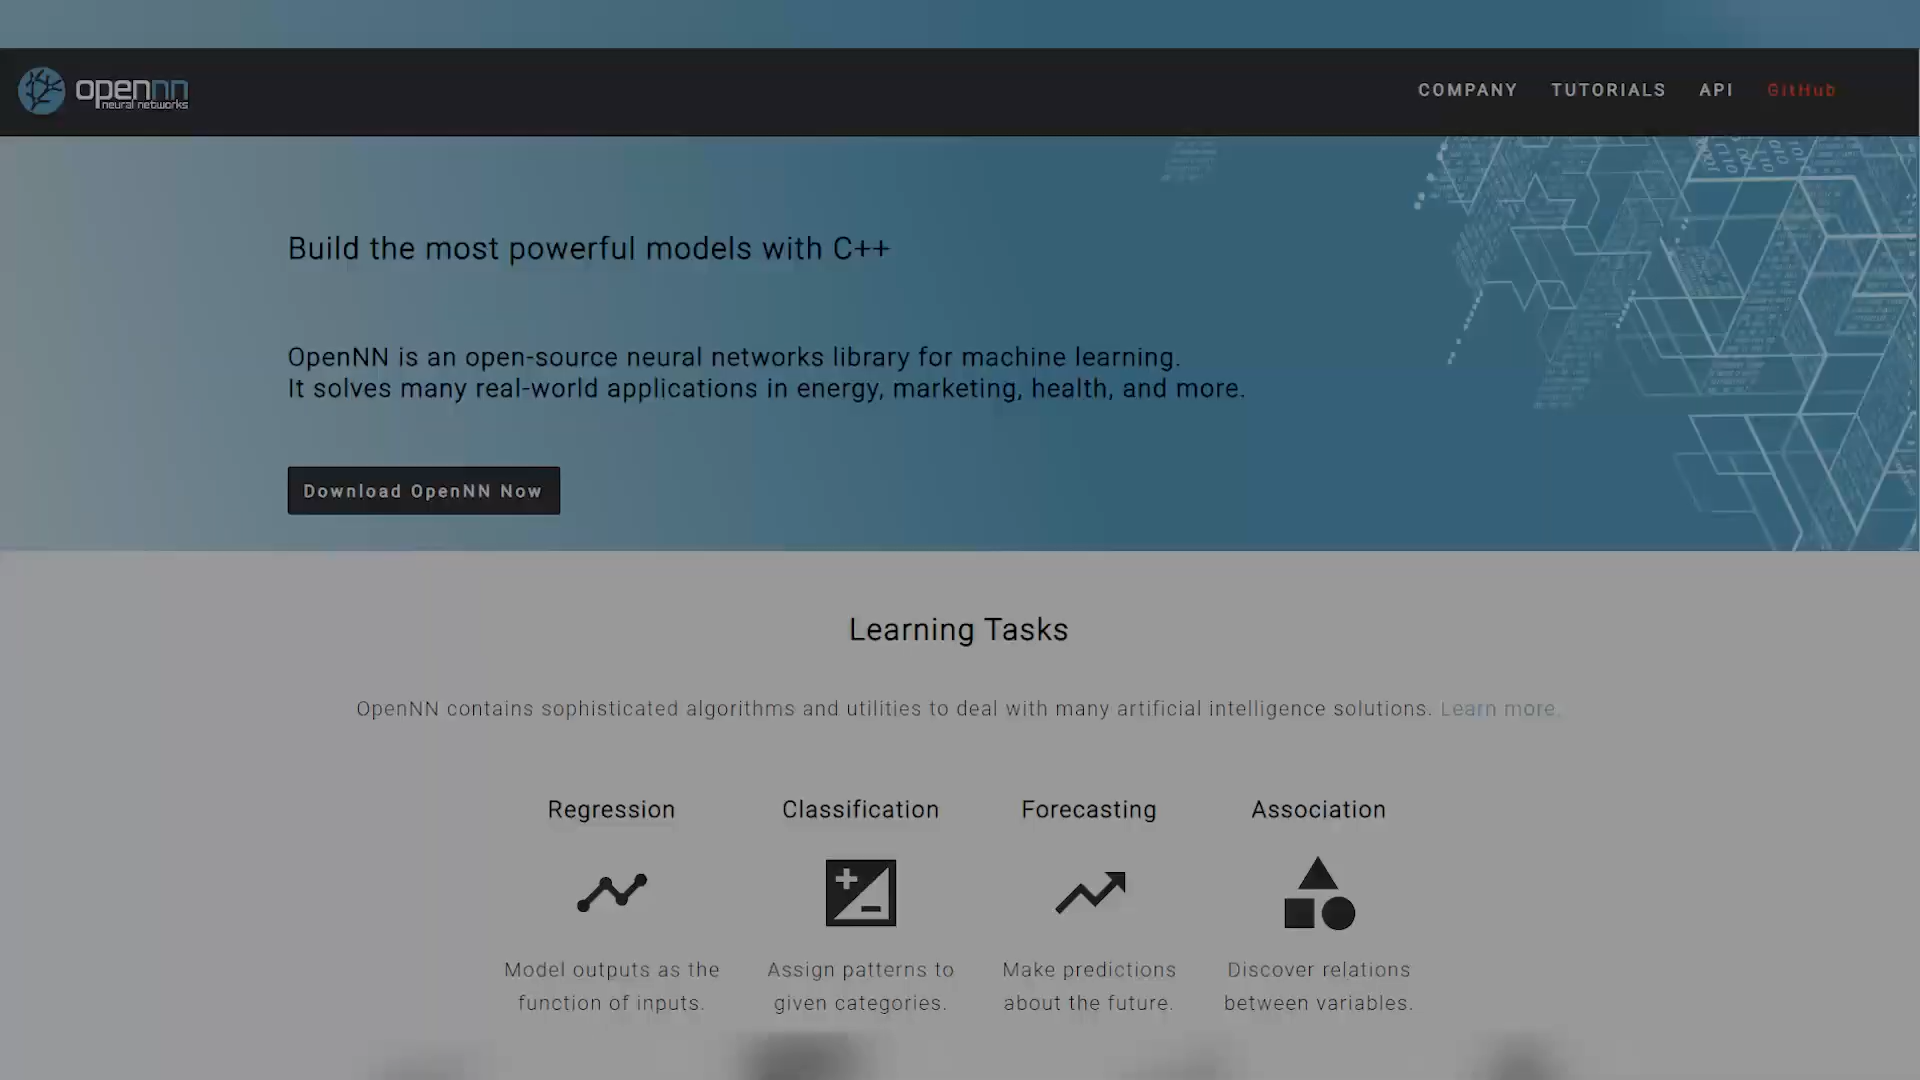 opennn
neural networks
COMPANY TUTORIALS API GitHub
Build the most powerful models with C++
OpenNN is an open-source neural networks library for machine learning.
It solves many real-world applications in energy, marketing, health, and more.
Download OpenNN Now
Learning Tasks
OpenNN contains sophisticated algorithms and utilities to deal with many artificial intelligence solutions. Learn more.
Regression Classification Forecasting Association
Model outputs as the function of inputs.
Assign patterns to given categories.
Make predictions about the future.
Discover relations between variables.